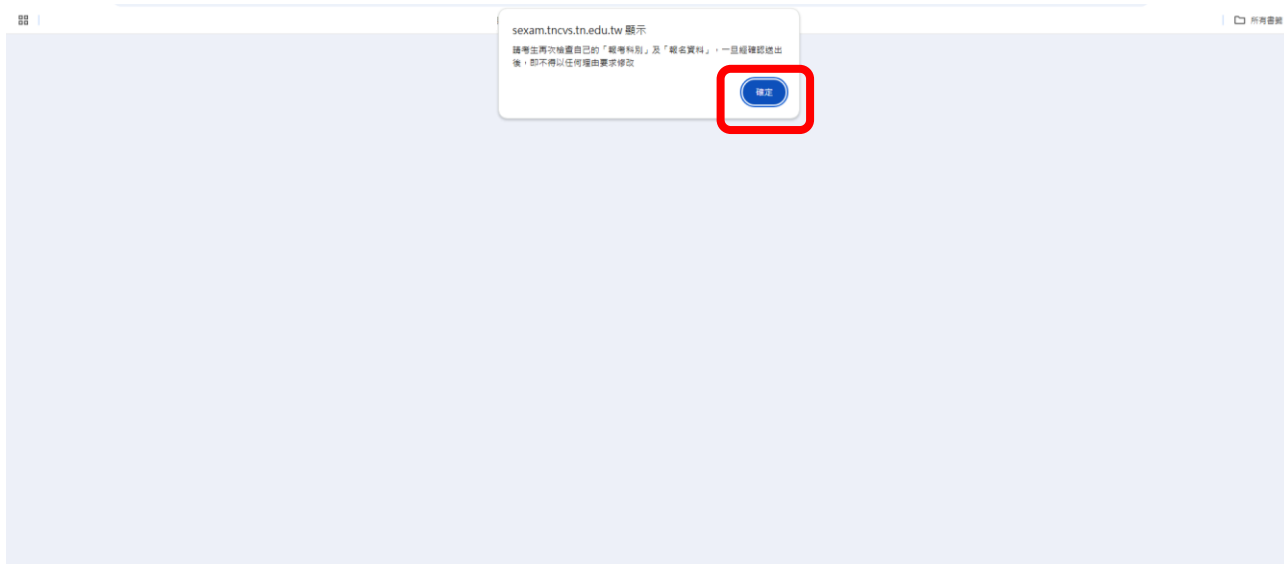 所有書籤
sexam.tncvs.tn.edu.tw 顯示
請考生再次檢查自己的「報考科別」及「報名資料」，一旦經確認送出
後，即不得以任何理由要求修改
確定